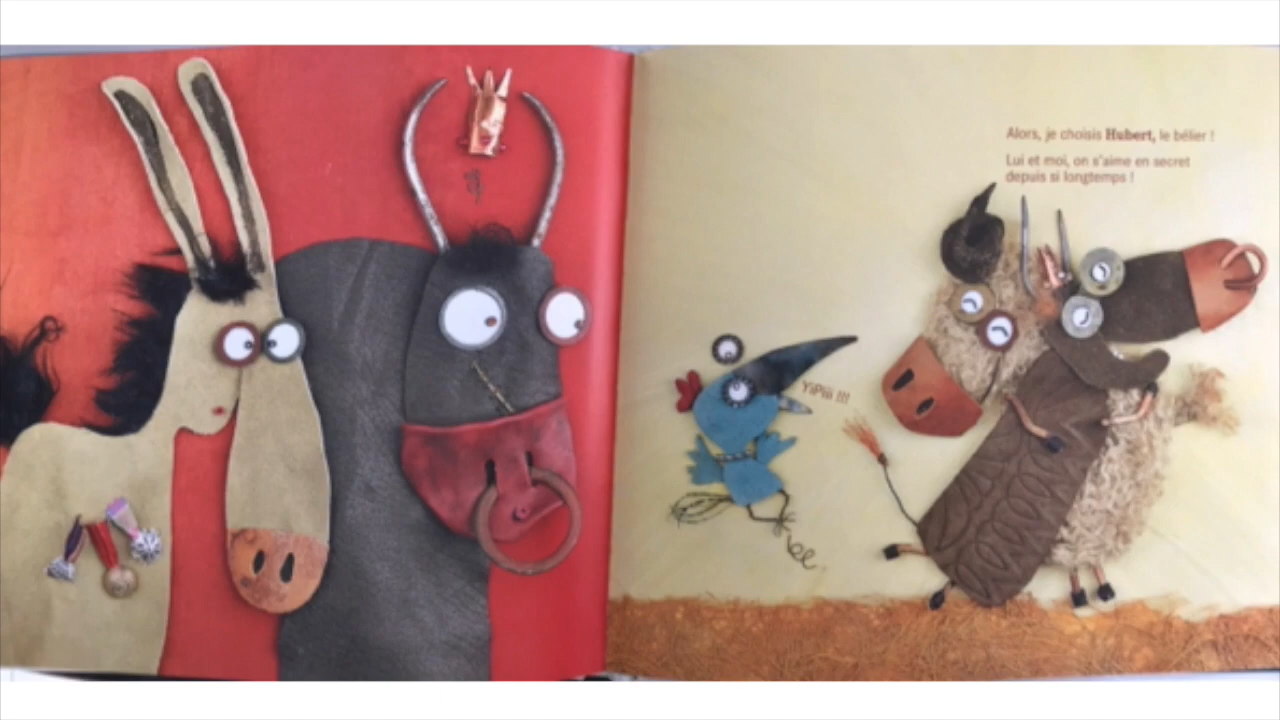 Alors, je choisis Hubert, le bélier !
Lui et moi, on s'aime en secret
depuis si longtemps !
YiPiii !!!